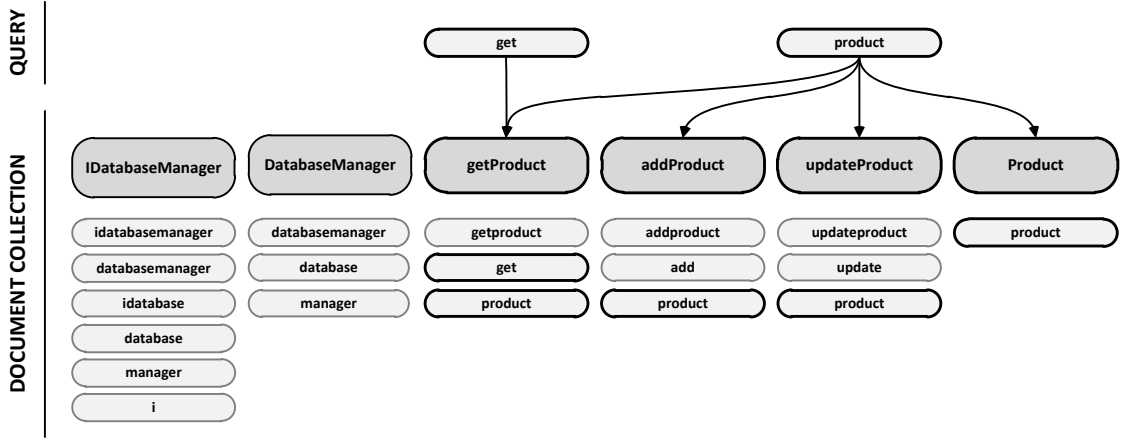 QUERY
get
product
DOCUMENT COLLECTION
IDatabaseManager
DatabaseManager
getProduct
addProduct
updateProduct
Product
idatabasemanager
databasemanager
getproduct
addproduct
updateproduct
product
databasemanager
database
get
add
update
idatabase
manager
product
product
product
database
manager
i